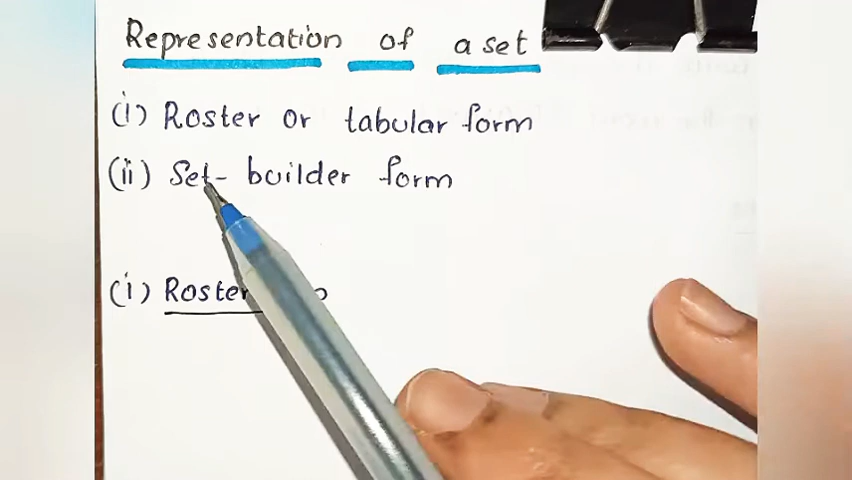 Representation of a set
(i) Roster or tabular form
(ii) Set-builder form
(i) Roster